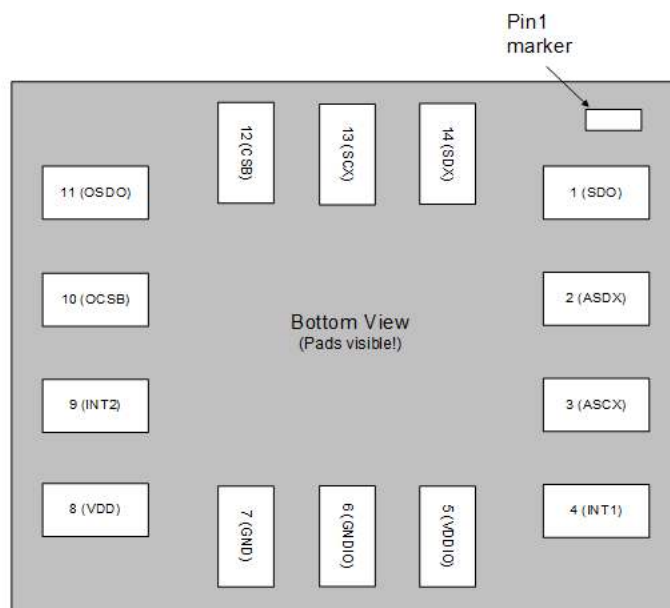 Pin1
marker
12 (CSB)
13 (SCX)
14 (SDX)
11 (OSDO)
1 (SDO)
10 (OCSB)
2 (ASDX)
Bottom View
(Pads visible!)
9 (INT2)
3 (ASCX)
8 (VDD)
7 (GND)
6 (GNDIO)
5 (VDDIO)
4 (INT1)